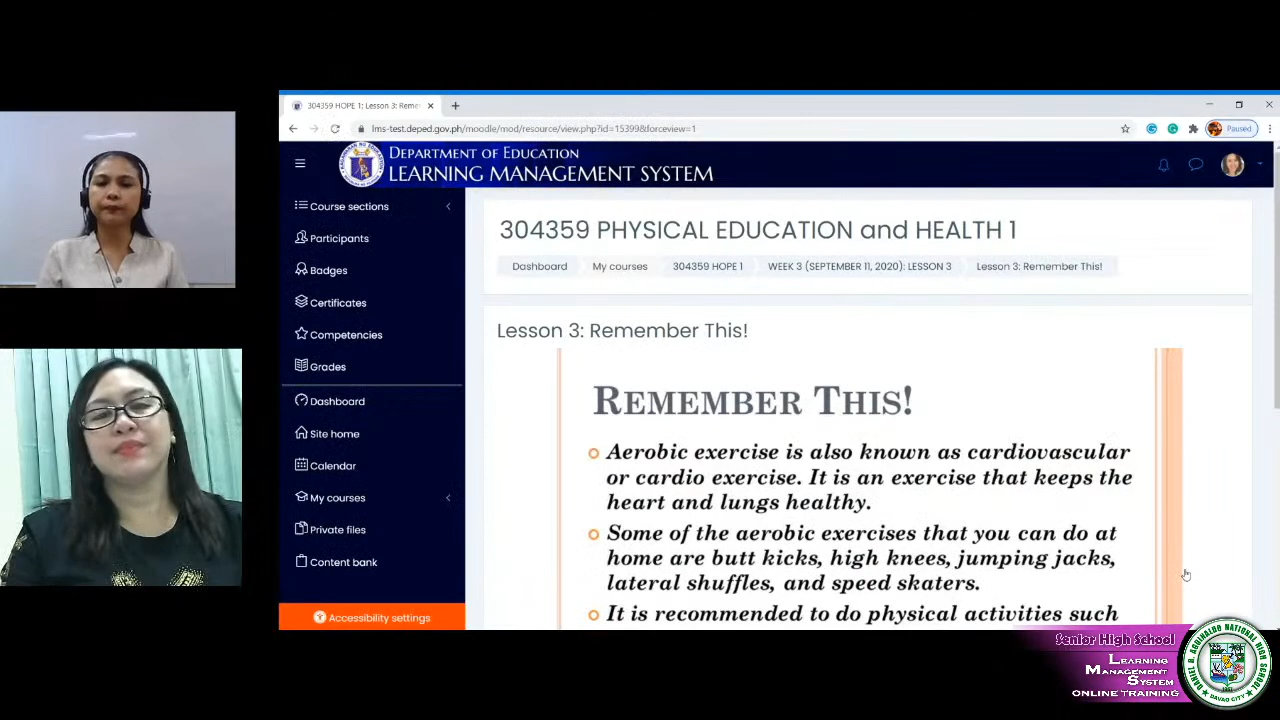 304359 HOPE 1: Lesson 3: Reme
lms-test.deped.gov.ph/moodle/mod/resource/view.php?id=15399&forceview=1
Paused
DEPARTMENT OF EDUCATION
LEARNING MANAGEMENT SYSTEM
Course sections
Participants
Badges
Certificates
Competencies
Grades
Dashboard
Site home
Calendar
My courses
Private files
Content bank
Accessibility settings
304359 PHYSICAL EDUCATION and HEALTH 1
Dashboard My courses 304359 HOPE 1 WEEK 3 (SEPTEMBER 11, 2020): LESSON 3 Lesson 3: Remember This!
Lesson 3: Remember This!
REMEMBER THIS!
Aerobic exercise is also known as cardiovascular
or cardio exercise. It is an exercise that keeps the
heart and lungs healthy.
Some of the aerobic exercises that you can do at
home are butt kicks, high knees, jumping jacks,
lateral shuffles, and speed skaters.
It is recommended to do physical activities such
Senior High School
Learning
Management
System
ONLINE TRAINING
DANIEL R. AGUINALDO NATIONAL HIGH SCHOOL
DAVAO CITY